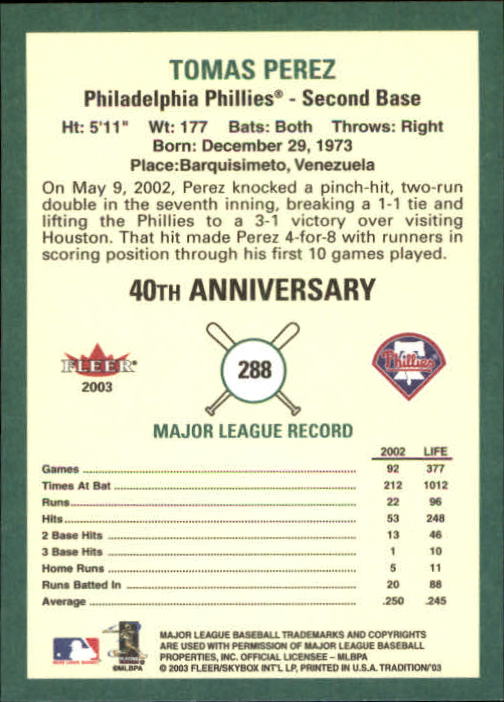 TOMAS PEREZ
Philadelphia Phillies® - Second Base
Ht: 5'11" Wt: 177 Bats: Both Throws: Right
Born: December 29, 1973
Place:Barquisimeto, Venezuela
On May 9, 2002, Perez knocked a pinch-hit, two-run
double in the seventh inning, breaking a 1-1 tie and
lifting the Phillies to a 3-1 victory over visiting
Houston. That hit made Perez 4-for-8 with runners in
scoring position through his first 10 games played.
40TH ANNIVERSARY
FLEER®
2003
288
Phillies
MAJOR LEAGUE RECORD
2002 LIFE
Games 92 377
Times At Bat 212 1012
Runs 22 96
Hits 53 248
2 Base Hits 13 46
3 Base Hits 1 10
Home Runs 5 11
Runs Batted In 20 88
Average .250 .245
©MLBPA
MAJOR LEAGUE BASEBALL TRADEMARKS AND COPYRIGHTS
ARE USED WITH PERMISSION OF MAJOR LEAGUE BASEBALL
PROPERTIES, INC. OFFICIAL LICENSEE - MLBPA
© 2003 FLEER/SKYBOX INT'L LP, PRINTED IN U.S.A. TRADITION/'03